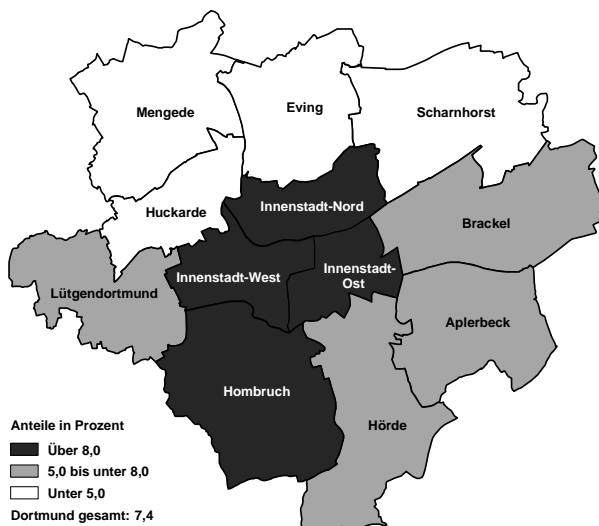 Mengede
Eving
Scharnhorst
Huckarde
Innenstadt-Nord
Brackel
Lütgendortmund
Innenstadt-West
Innenstadt-
Ost
Aplerbeck
Hombruch
Hörde
Anteile in Prozent
Über 8,0
5,0 bis unter 8,0
Unter 5,0
Dortmund gesamt: 7,4